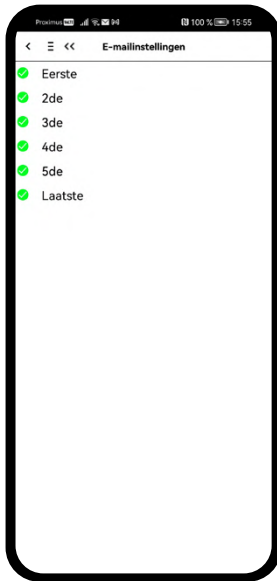 Proximus 100 % 15:55
E-mailinstellingen
Eerste
2de
3de
4de
5de
Laatste